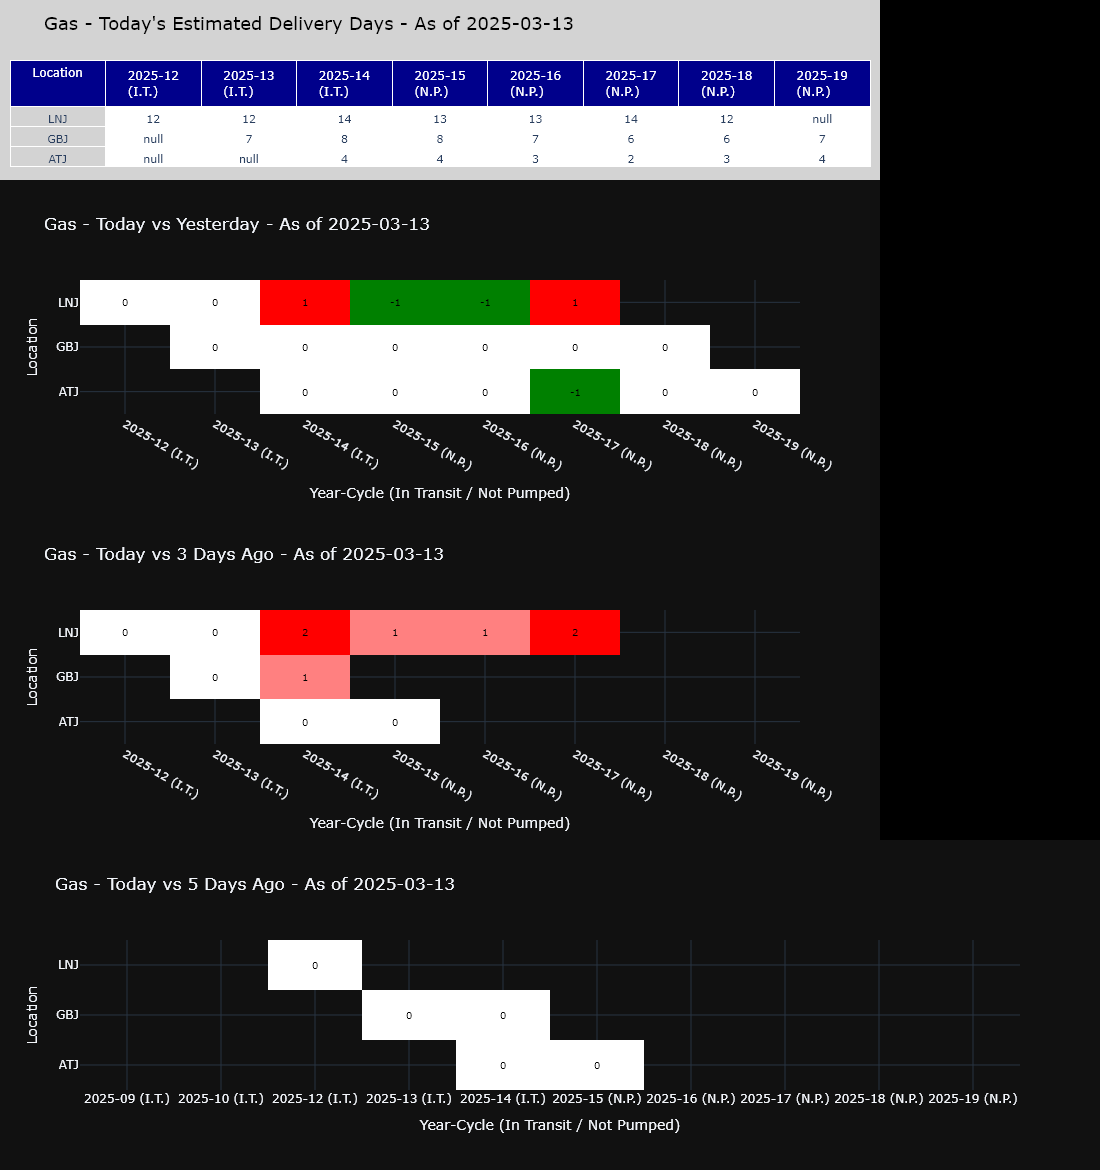 Gas - Today's Estimated Delivery Days - As of 2025-03-13
Location 2025-12 (I.T.) 2025-13 (I.T.) 2025-14 (I.T.) 2025-15 (N.P.) 2025-16 (N.P.) 2025-17 (N.P.) 2025-18 (N.P.) 2025-19 (N.P.)
LNJ 12 12 14 13 13 14 12 null
GBJ null 7 8 8 7 6 6 7
ATJ null null 4 4 3 2 3 4
Gas - Today vs Yesterday - As of 2025-03-13
Location
LNJ 0 0 1 -1 -1 1
GBJ 0 0 0 0 0 0
ATJ 0 0 0 -1 0 0
2025-12 (I.T.) 2025-13 (I.T.) 2025-14 (I.T.) 2025-15 (N.P.) 2025-16 (N.P.) 2025-17 (N.P.) 2025-18 (N.P.) 2025-19 (N.P.)
Year-Cycle (In Transit / Not Pumped)
Gas - Today vs 3 Days Ago - As of 2025-03-13
Location
LNJ 0 0 2 1 1 2
GBJ 0 1
ATJ 0 0
2025-12 (I.T.) 2025-13 (I.T.) 2025-14 (I.T.) 2025-15 (N.P.) 2025-16 (N.P.) 2025-17 (N.P.) 2025-18 (N.P.) 2025-19 (N.P.)
Year-Cycle (In Transit / Not Pumped)
Gas - Today vs 5 Days Ago - As of 2025-03-13
Location
LNJ 0
GBJ 0 0
ATJ 0 0
2025-09 (I.T.) 2025-10 (I.T.) 2025-12 (I.T.) 2025-13 (I.T.) 2025-14 (I.T.) 2025-15 (N.P.) 2025-16 (N.P.) 2025-17 (N.P.) 2025-18 (N.P.) 2025-19 (N.P.)
Year-Cycle (In Transit / Not Pumped)